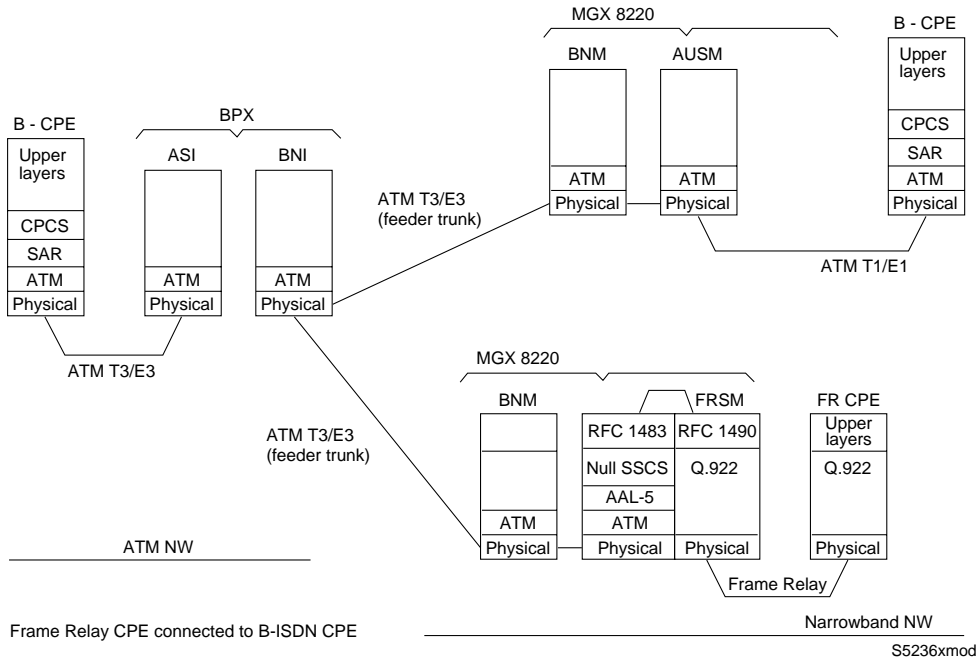 MGX 8220
BNM
AUSM
B - CPE
Upper
layers
CPCS
SAR
ATM
Physical
ATM
Physical
ATM
Physical
ATM T1/E1
B - CPE
Upper
layers
CPCS
SAR
ATM
Physical
BPX
ASI
BNI
ATM
Physical
ATM
Physical
ATM T3/E3
ATM T3/E3
(feeder trunk)
ATM T3/E3
(feeder trunk)
MGX 8220
BNM
FRSM
FR CPE
ATM
Physical
RFC 1483
Null SSCS
AAL-5
ATM
Physical
RFC 1490
Q.922
Physical
Upper
layers
Q.922
Physical
Frame Relay
ATM NW
Narrowband NW
Frame Relay CPE connected to B-ISDN CPE
S5236xmod